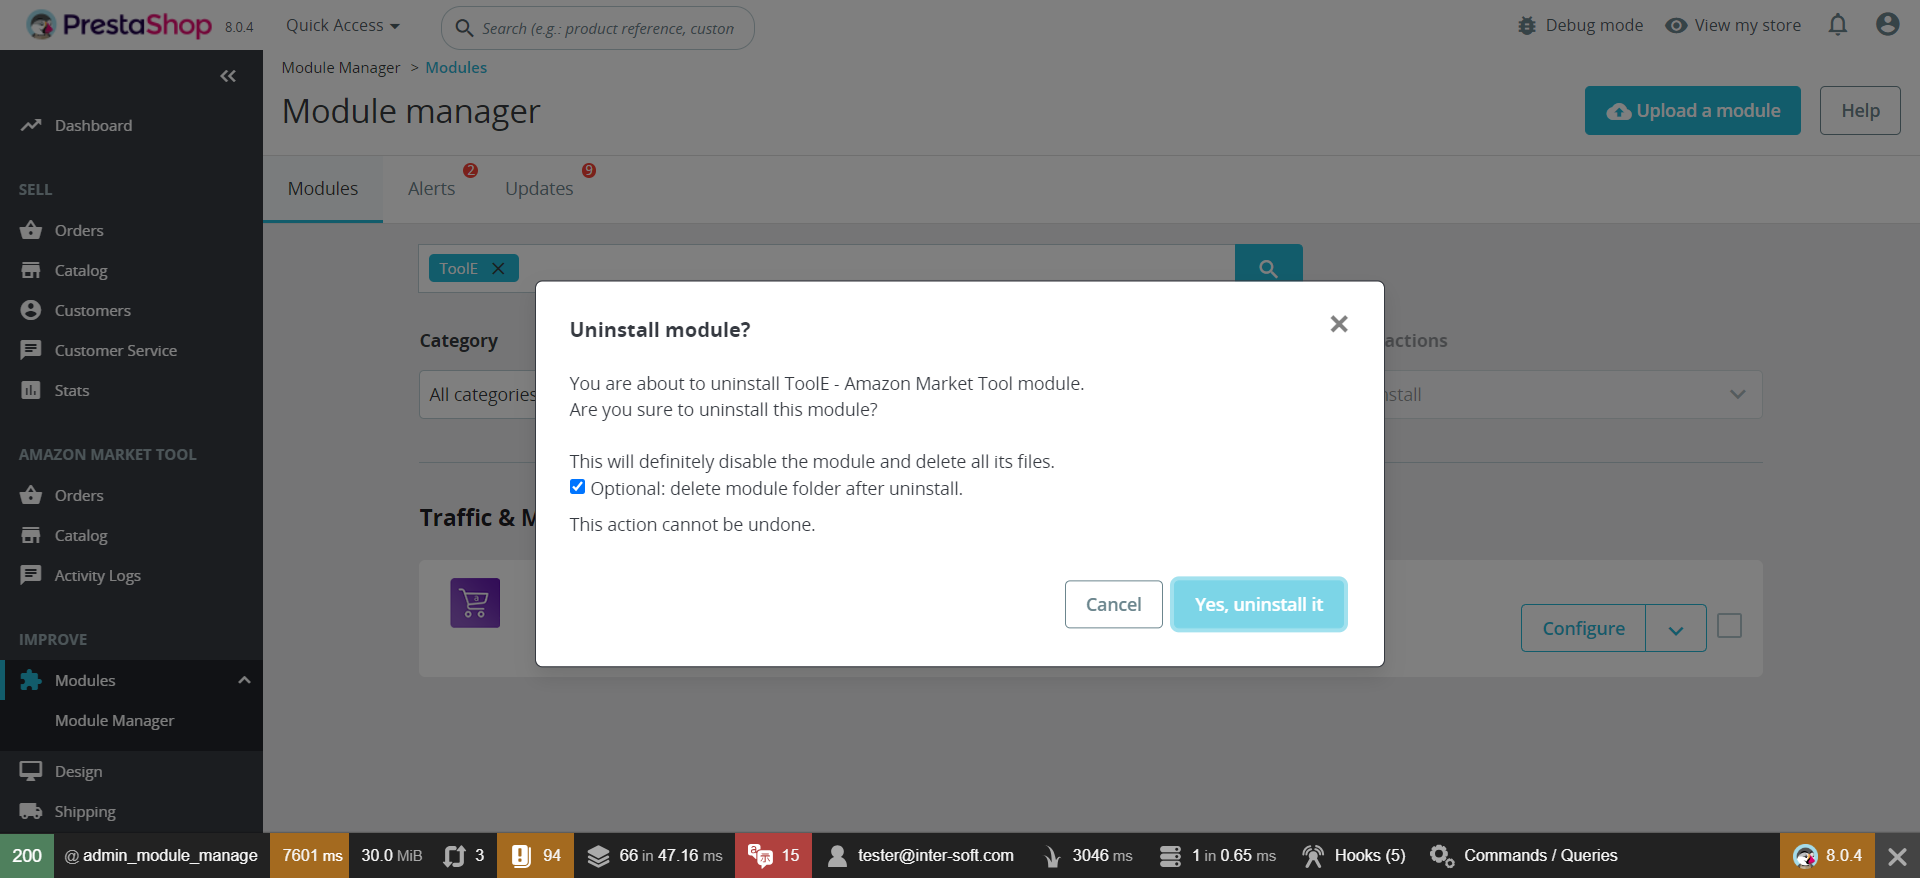 PrestaShop 8.0.4 Quick Access Search (e.g.: product reference, custon Debug mode View my store
Module Manager > Modules
Module manager
Upload a module Help
Modules Alerts 2 Updates 9
Dashboard
SELL
Orders
Catalog
Customers
Customer Service
Stats
AMAZON MARKET TOOL
Orders
Catalog
Activity Logs
IMPROVE
Modules
Module Manager
Design
Shipping
ToolE
Category actions
All categories stall
Traffic & M
Uninstall module?
You are about to uninstall ToolE - Amazon Market Tool module.
Are you sure to uninstall this module?
This will definitely disable the module and delete all its files.
Optional: delete module folder after uninstall.
This action cannot be undone.
Cancel Yes, uninstall it
Configure
200 @ admin_module_manage 7601 ms 30.0 MiB 3 94 66 in 47.16 ms 15 tester@inter-soft.com 3046 ms 1 in 0.65 ms Hooks (5) Commands / Queries 8.0.4